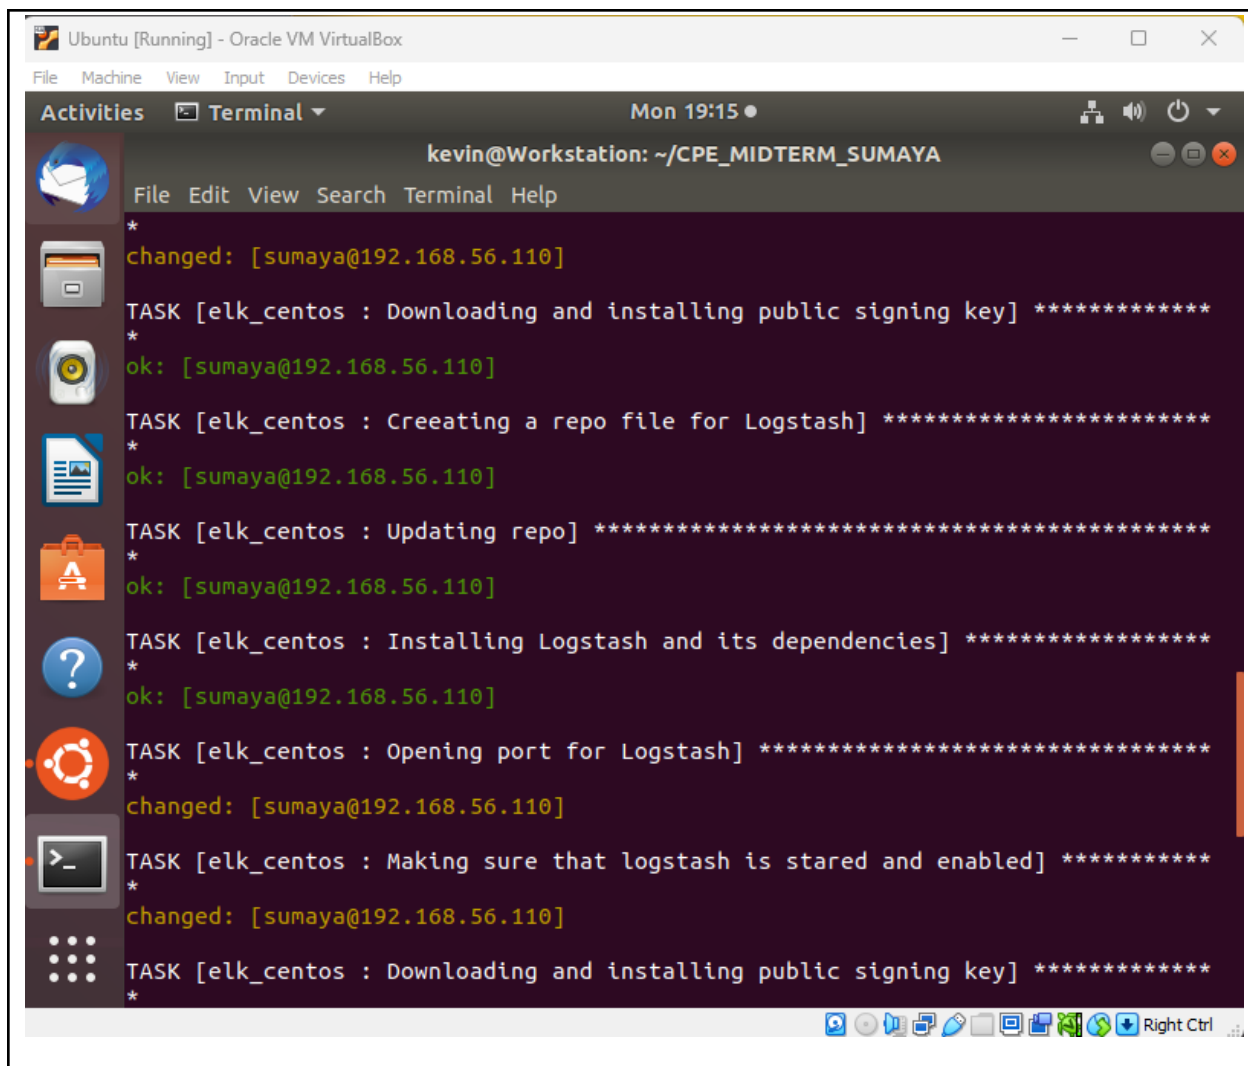 Ubuntu [Running] - Oracle VM VirtualBox
File Machine View Input Devices Help
Activities Terminal Mon 19:15
kevin@Workstation: ~/CPE_MIDTERM_SUMAYA
File Edit View Search Terminal Help
*
changed: [sumaya@192.168.56.110]
TASK [elk_centos : Downloading and installing public signing key] *************
*
ok: [sumaya@192.168.56.110]
TASK [elk_centos : Creeating a repo file for Logstash] ************************
*
ok: [sumaya@192.168.56.110]
TASK [elk_centos : Updating repo] *********************************************
*
ok: [sumaya@192.168.56.110]
TASK [elk_centos : Installing Logstash and its dependencies] ******************
*
ok: [sumaya@192.168.56.110]
TASK [elk_centos : Opening port for Logstash] *********************************
*
changed: [sumaya@192.168.56.110]
TASK [elk_centos : Making sure that logstash is stared and enabled] ***********
*
changed: [sumaya@192.168.56.110]
TASK [elk_centos : Downloading and installing public signing key] *************
*
Right Ctrl